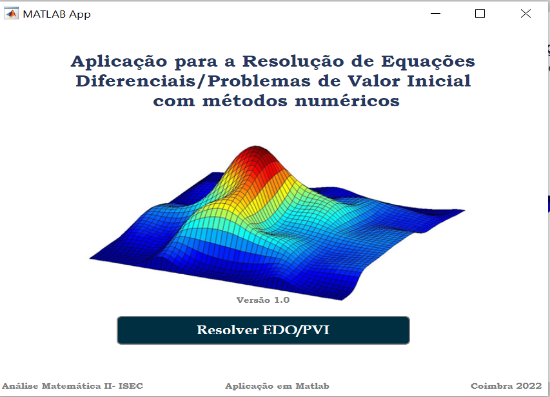 MATLAB App
Aplicação para a Resolução de Equações
Diferenciais/Problemas de Valor Inicial
com métodos numéricos
Versão 1.0
Resolver EDO/PVI
Análise Matemática II- ISEC
Aplicação em Matlab
Coimbra 2022